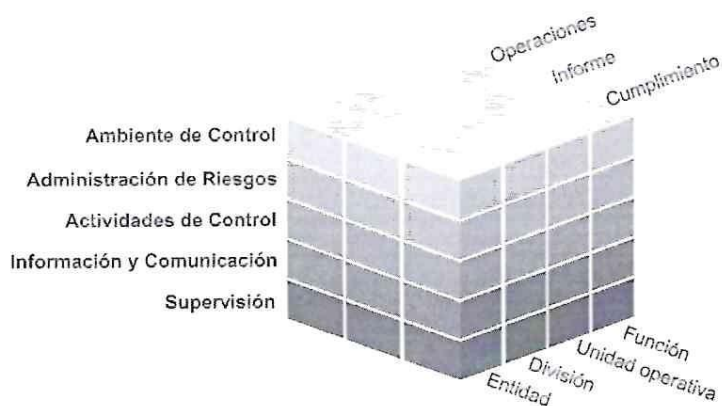 Operaciones
Informe
Cumplimiento
Ambiente de Control
Administración de Riesgos
Actividades de Control
Información y Comunicación
Supervisión
Función
Unidad operativa
División
Entidad